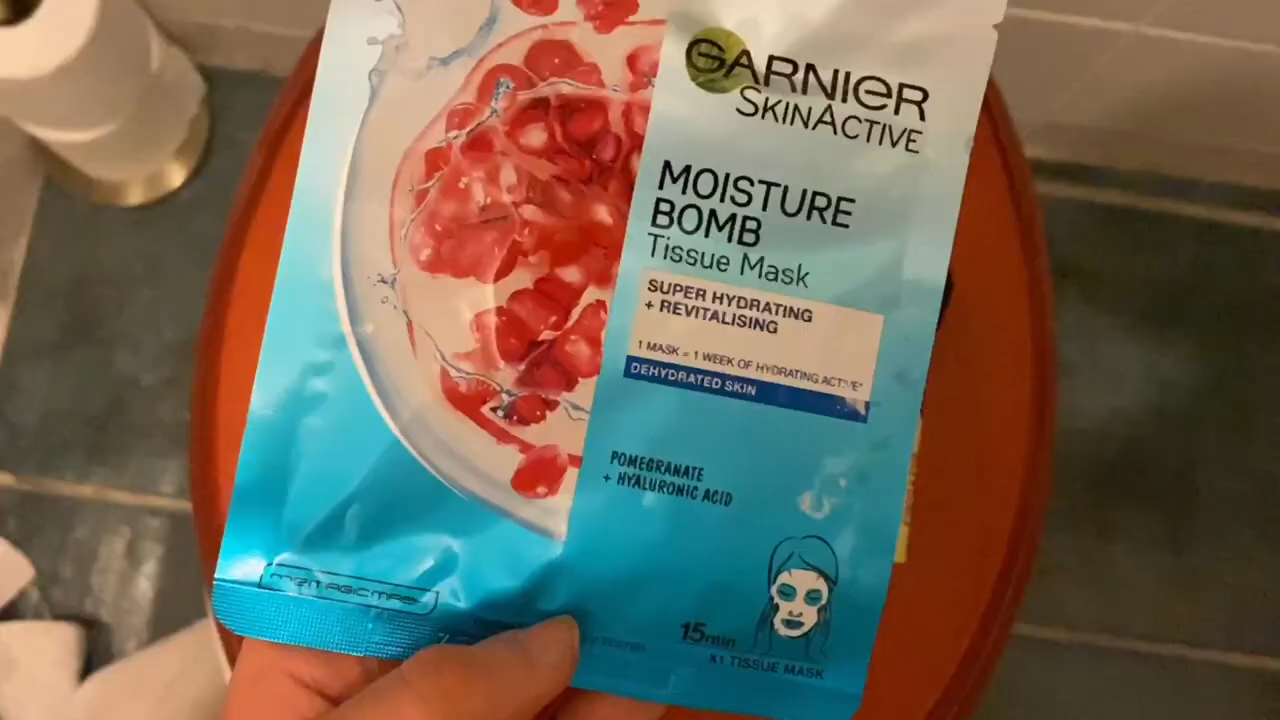 GARNIER
SKINACTIVE
MOISTURE
BOMB
Tissue Mask
SUPER HYDRATING
+ REVITALISING
1 MASK = 1 WEEK OF HYDRATING ACTIVE*
DEHYDRATED SKIN
POMEGRANATE
+ HYALURONIC ACID
15min
X1 TISSUE MASK